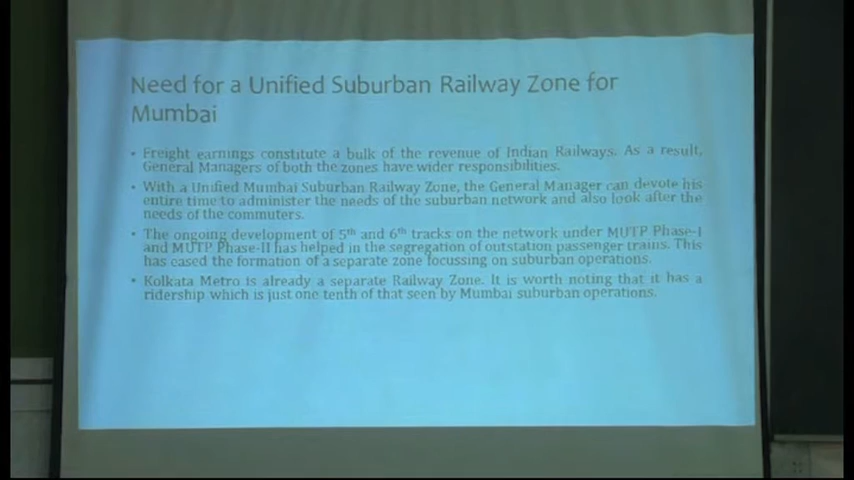 Need for a Unified Suburban Railway Zone for
Mumbai
• Freight earnings constitute a bulk of the revenue of Indian Railways. As a result,
General Managers of both the zones have wider responsibilities.
• With a Unified Mumbai Suburban Railway Zone, the General Manager can devote his
entire time to administer the needs of the suburban network and also look after the
needs of the commuters.
• The ongoing development of 5th and 6th tracks on the network under MUTP Phase-I
and MUTP Phase-II has helped in the segregation of outstation passenger trains. This
has eased the formation of a separate zone focussing on suburban operations.
• Kolkata Metro is already a separate Railway Zone. It is worth noting that it has a
ridership which is just one tenth of that seen by Mumbai suburban operations.